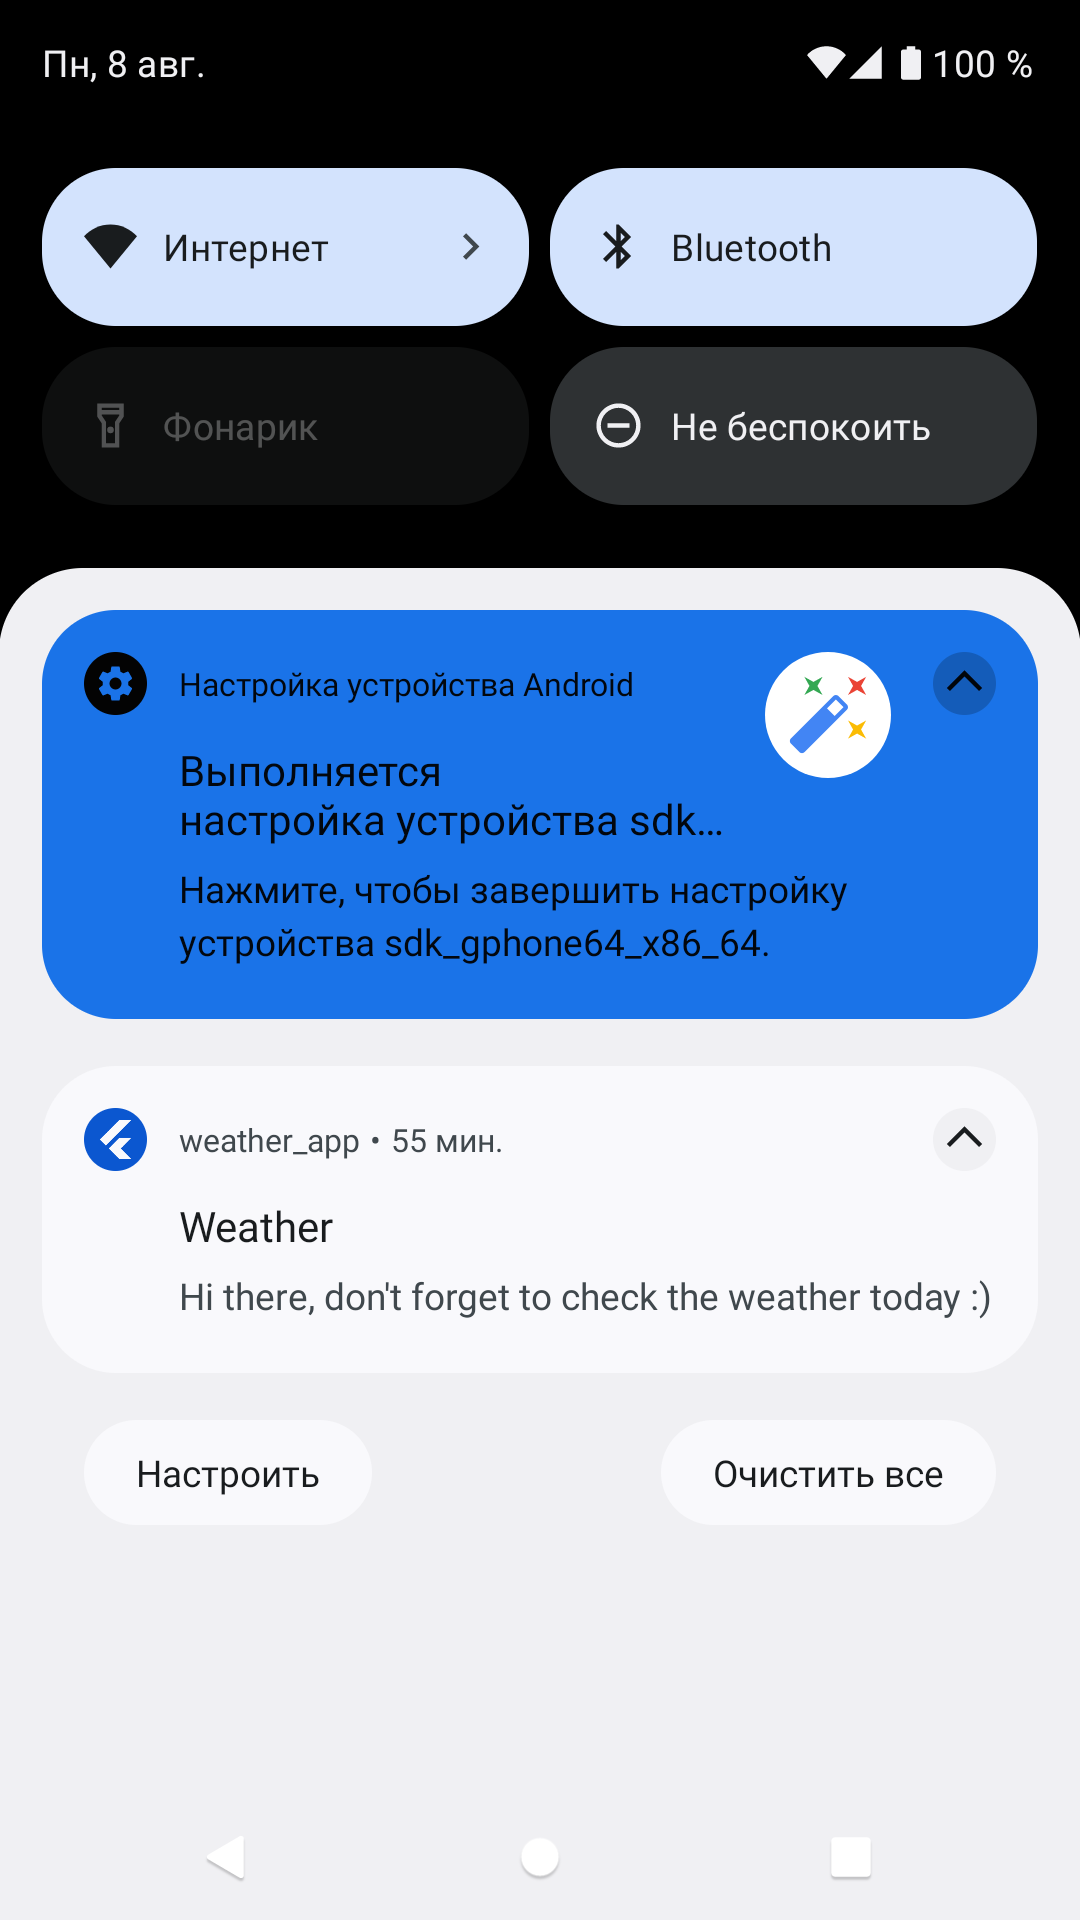 Пн, 8 авг.
100 %
Интернет
Bluetooth
Фонарик
Не беспокоить
Настройка устройства Android
Выполняется
настройка устройства sdk…
Нажмите, чтобы завершить настройку
устройства sdk_gphone64_x86_64.
weather_app • 55 мин.
Weather
Hi there, don't forget to check the weather today :)
Настроить
Очистить все